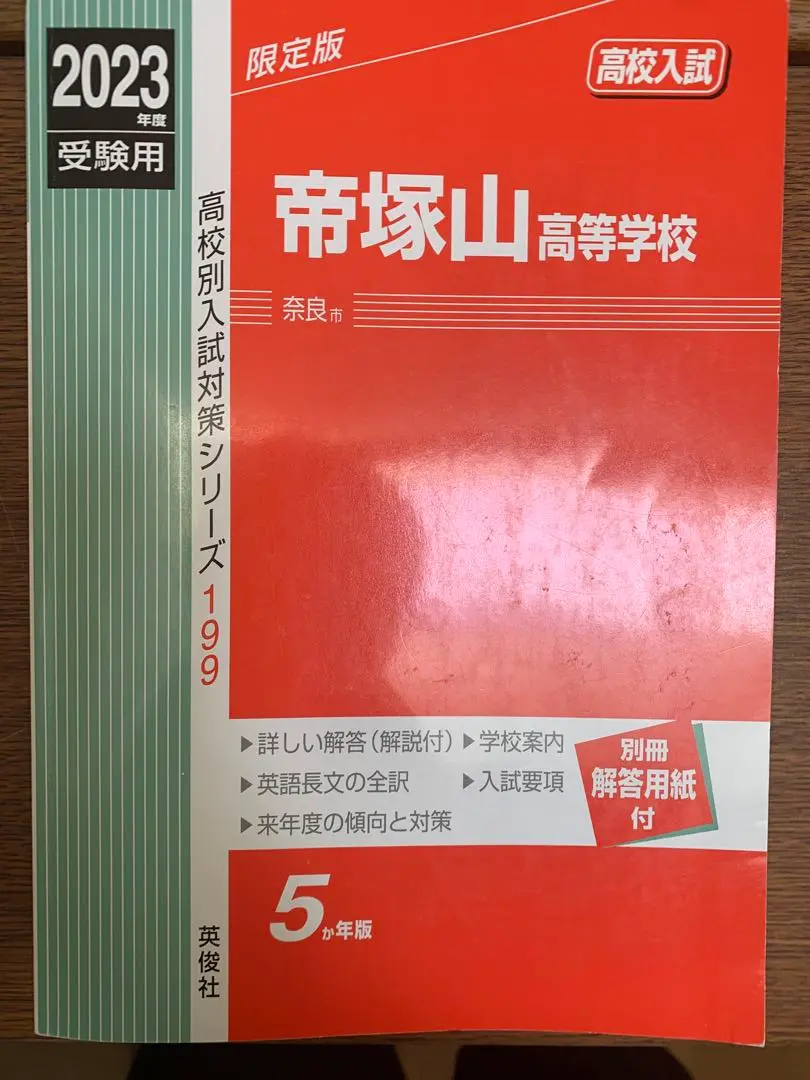 2023
年度
受験用
限定版
高校入試
帝塚山高等学校
奈良市
高校別入試対策シリーズ199
▶詳しい解答(解説付)
▶学校案内
▶英語長文の全訳
▶入試要項
▶来年度の傾向と対策
別冊
解答用紙
付
5か年版
英俊社